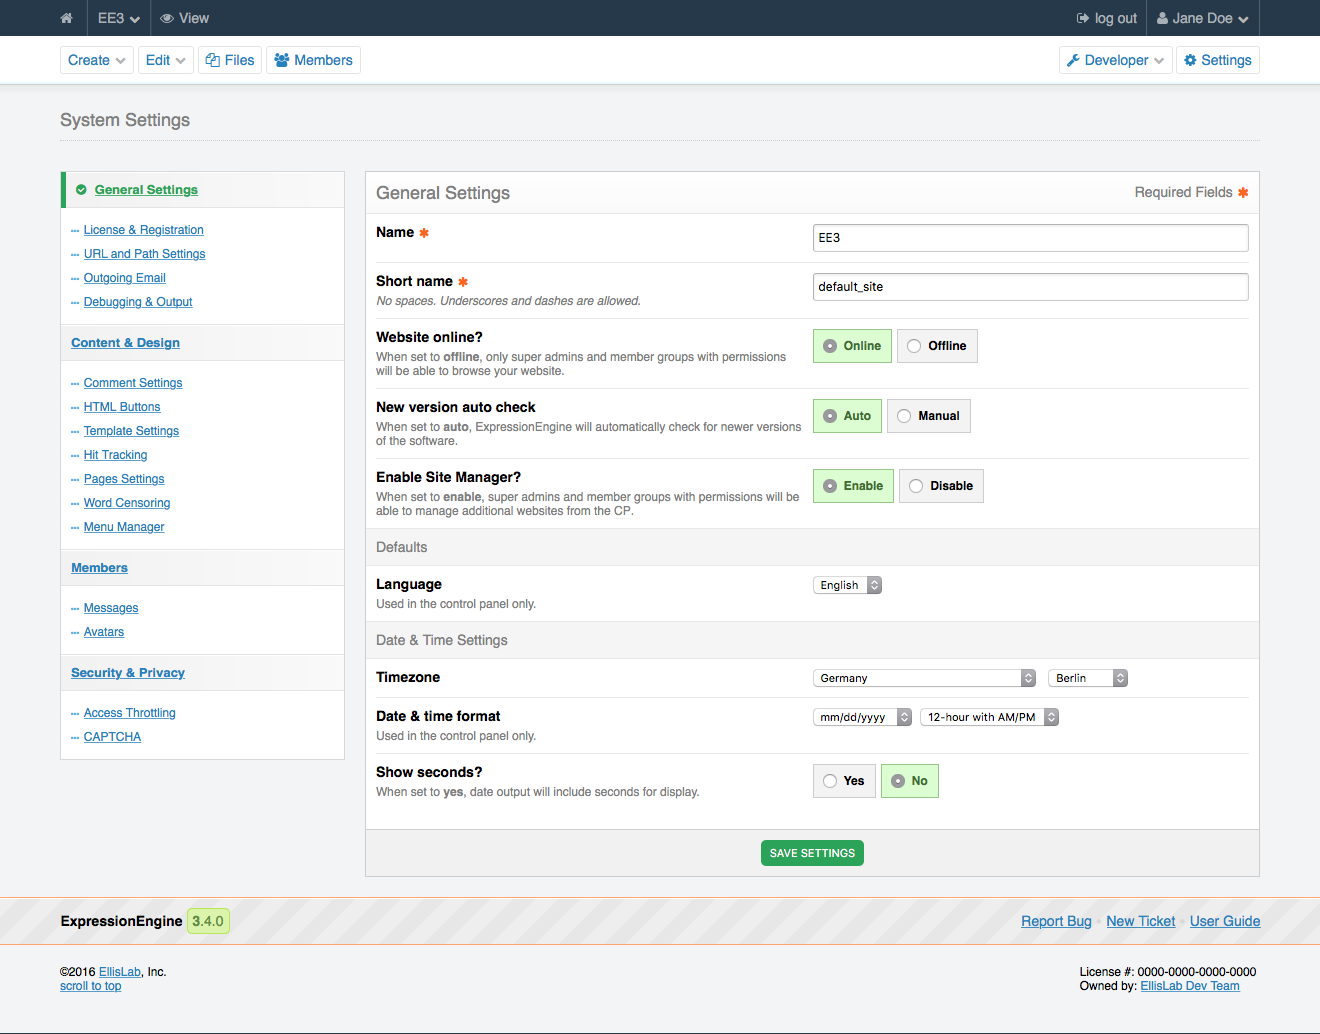 EE3 View log out Jane Doe
Create Edit Files Members Developer Settings
System Settings
General Settings
License & Registration
URL and Path Settings
Outgoing Email
Debugging & Output
Content & Design
Comment Settings
HTML Buttons
Template Settings
Hit Tracking
Pages Settings
Word Censoring
Menu Manager
Members
Messages
Avatars
Security & Privacy
Access Throttling
CAPTCHA
General Settings Required Fields ✱
Name ✱ EE3
Short name ✱ default_site
No spaces. Underscores and dashes are allowed.
Website online? Online Offline
When set to offline, only super admins and member groups with permissions
will be able to browse your website.
New version auto check Auto Manual
When set to auto, ExpressionEngine will automatically check for newer versions
of the software.
Enable Site Manager? Enable Disable
When set to enable, super admins and member groups with permissions will be
able to manage additional websites from the CP.
Defaults
Language English
Used in the control panel only.
Date & Time Settings
Timezone Germany Berlin
Date & time format mm/dd/yyyy 12-hour with AM/PM
Used in the control panel only.
Show seconds? Yes No
When set to yes, date output will include seconds for display.
SAVE SETTINGS
ExpressionEngine 3.4.0 Report Bug New Ticket User Guide
©2016 EllisLab, Inc. License #: 0000-0000-0000-0000
scroll to top Owned by: EllisLab Dev Team